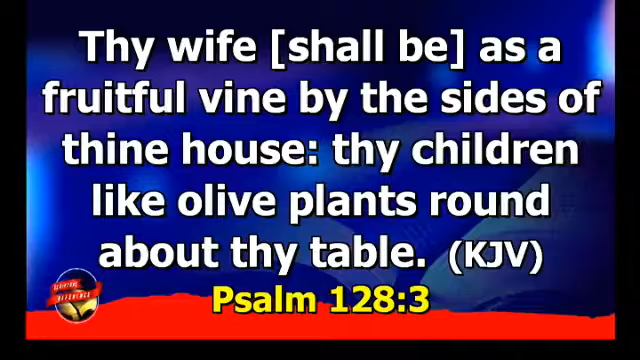 Thy wife [shall be] as a
fruitful vine by the sides of
thine house: thy children
like olive plants round
about thy table. (KJV)
Psalm 128:3